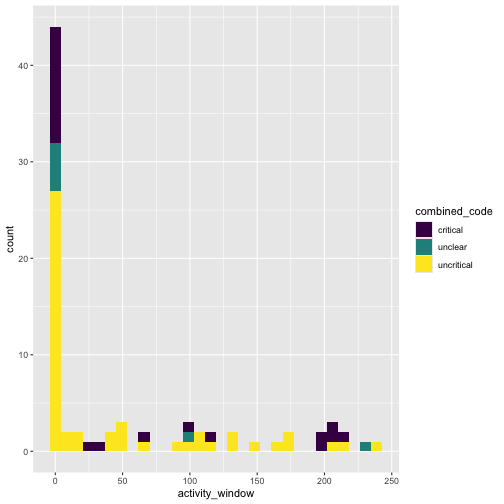 40
30
20
10
0
count
0 50 100 150 200 250
activity_window
combined_code
critical
unclear
uncritical